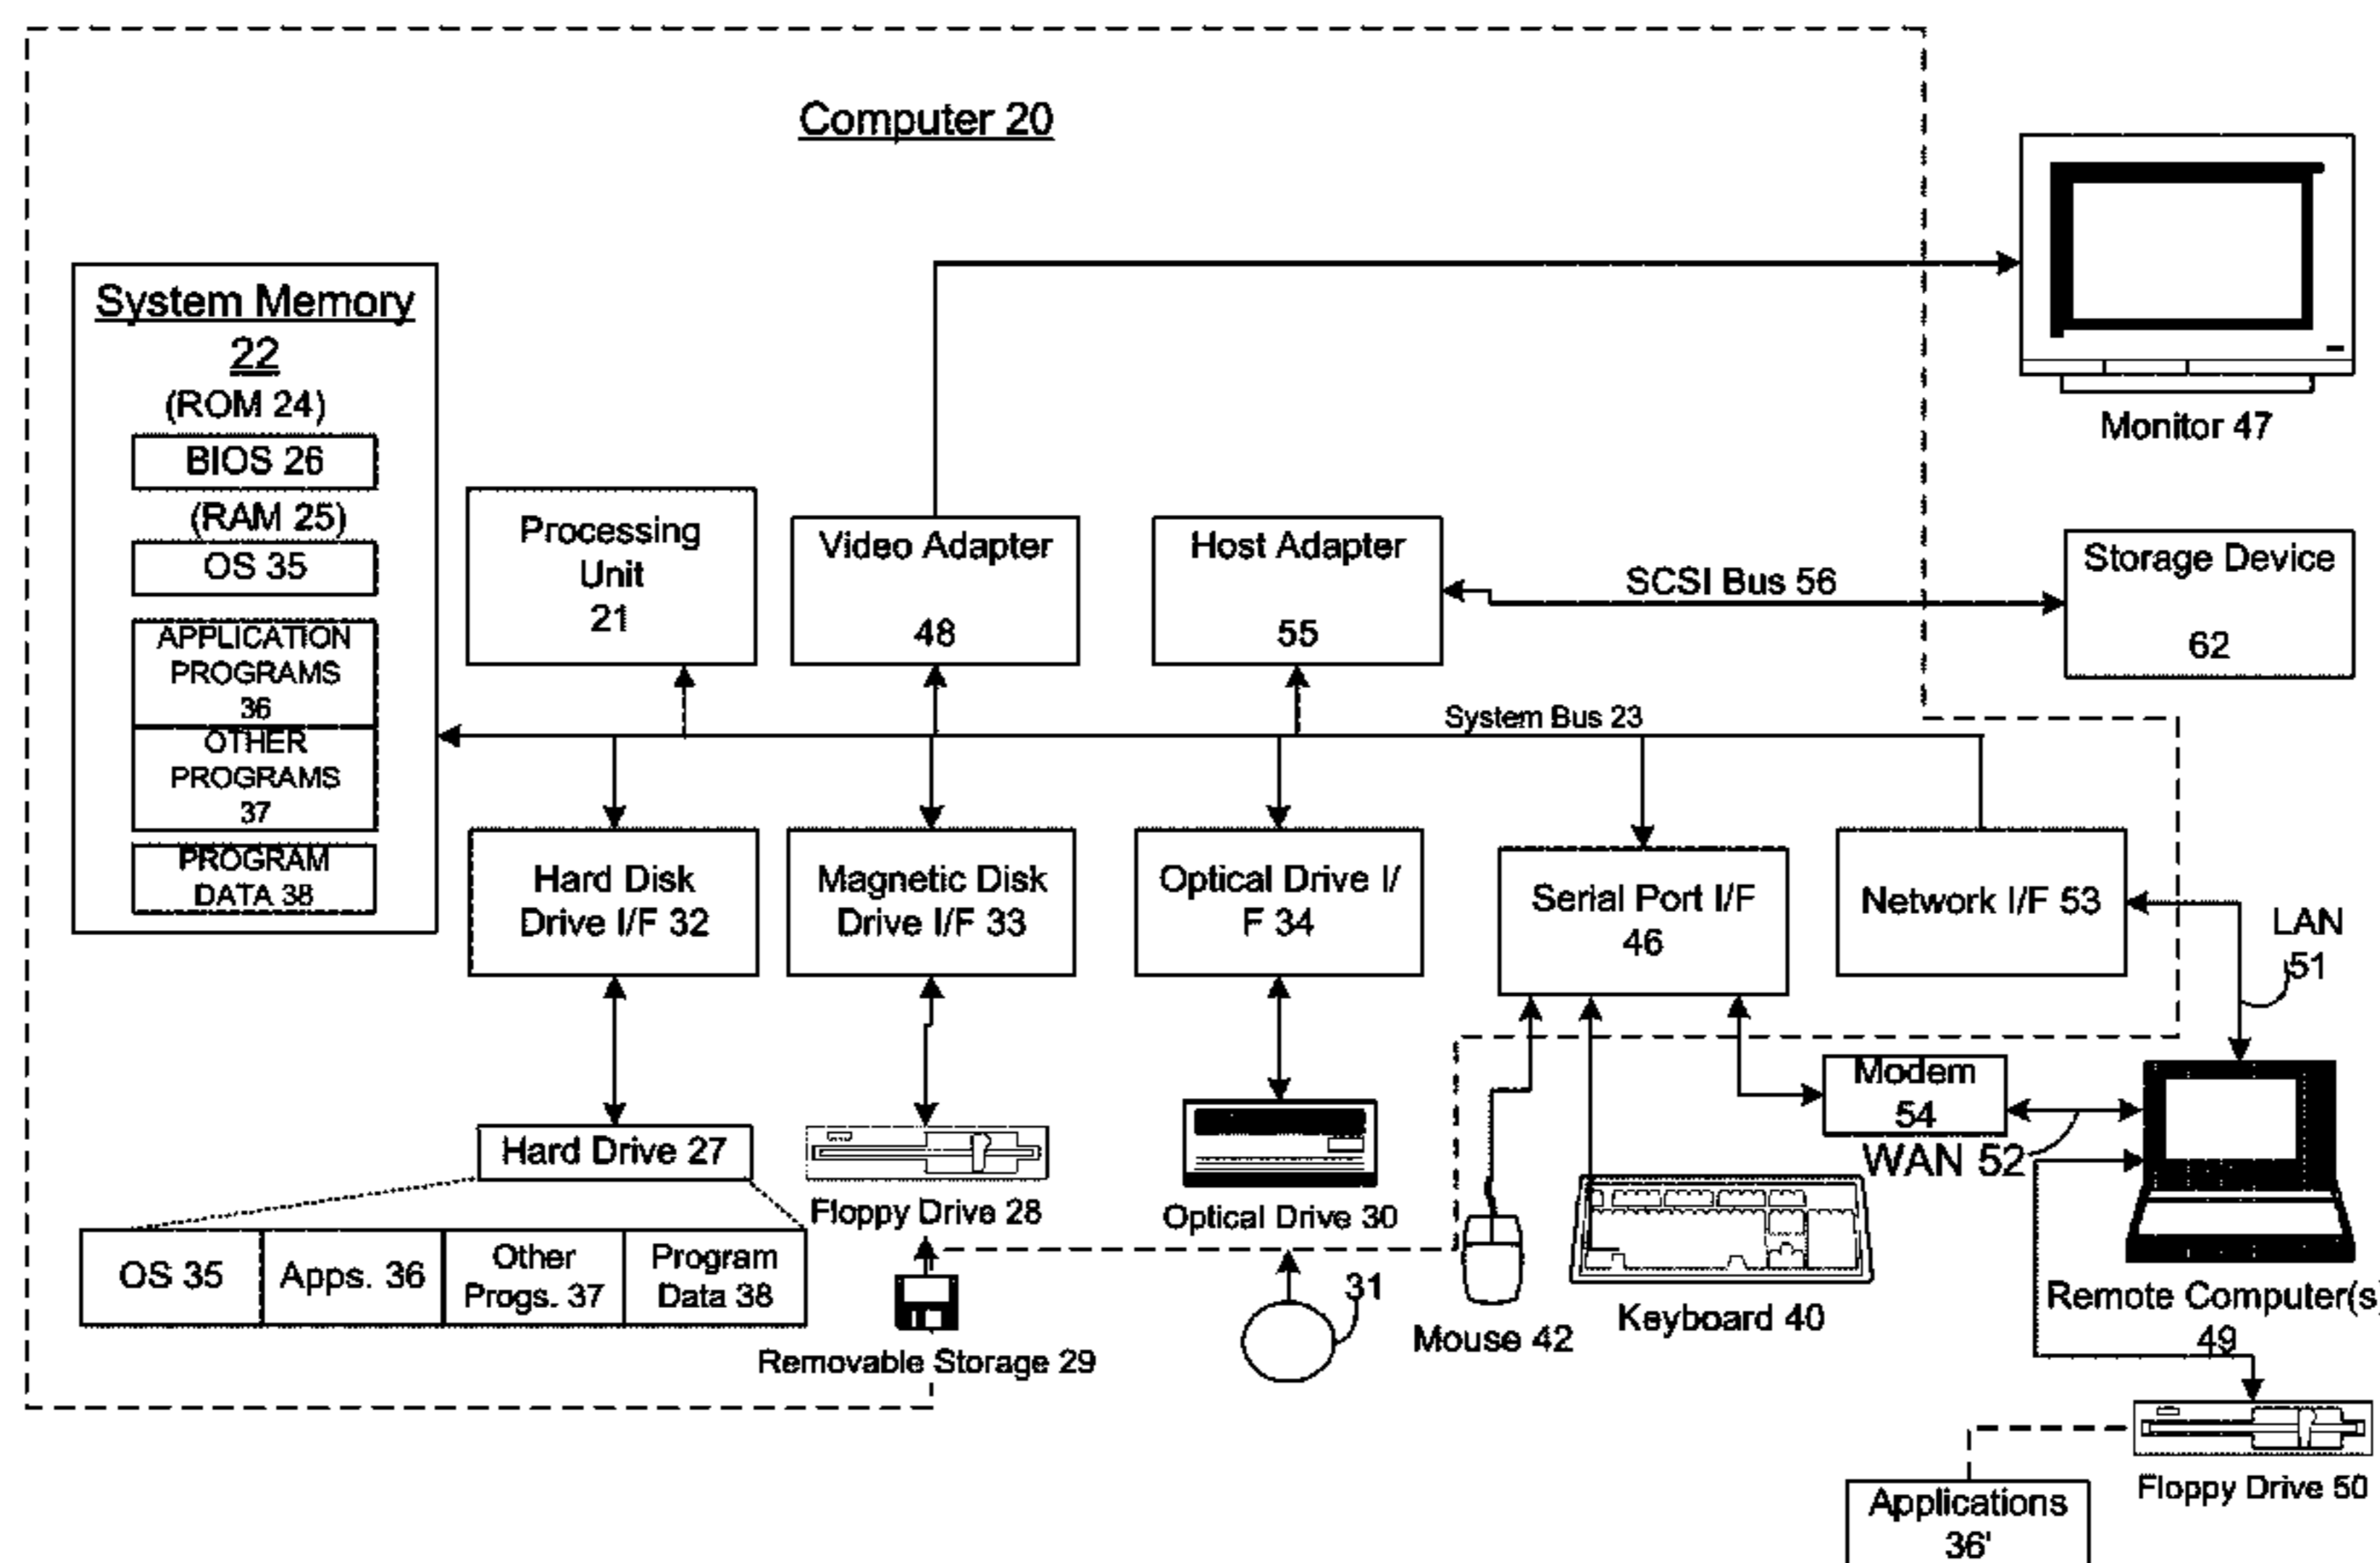 Computer 20
System Memory
22
(ROM 24)
BIOS 26
(RAM 25)
OS 35
APPLICATION
PROGRAMS
36
OTHER
PROGRAMS
37
PROGRAM
DATA 38
Processing
Unit
21
Video Adapter
48
Host Adapter
55
SCSI Bus 56
Monitor 47
Storage Device
62
System Bus 23
Hard Disk
Drive I/F 32
Magnetic Disk
Drive I/F 33
Optical Drive I/
F 34
Serial Port I/F
46
Network I/F 53
LAN
51
Modem
54
WAN 52
Hard Drive 27
Floppy Drive 28
Optical Drive 30
OS 35
Apps. 36
Other
Progs. 37
Program
Data 38
Removable Storage 29
31
Mouse 42
Keyboard 40
Remote Computer(s)
49
Floppy Drive 50
Applications
36'